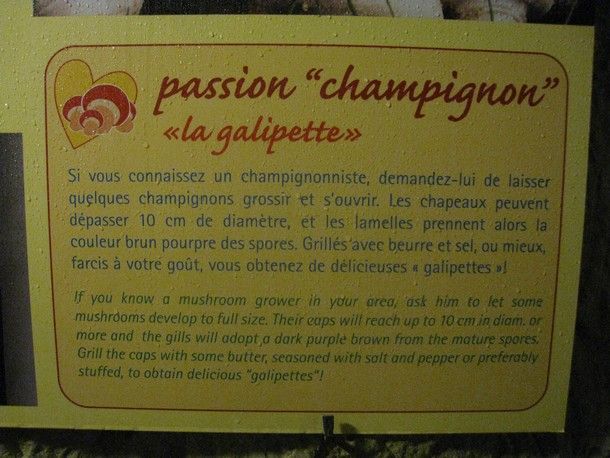 passion "champignon"
«la galipette»
Si vous connaissez un champignonniste, demandez-lui de laisser
quelques champignons grossir et s'ouvrir. Les chapeaux peuvent
dépasser 10 cm de diamètre, et les lamelles prennent alors la
couleur brun pourpre des spores. Grillés avec beurre et sel, ou mieux,
farcis à votre goût, vous obtenez de délicieuses « galipettes »!
If you know a mushroom grower in your area, ask him to let some
mushrooms develop to full size. Their caps will reach up to 10 cm in diam. or
more and the gills will adopt a dark purple brown from the mature spores.
Grill the caps with some butter, seasoned with salt and pepper or preferably
stuffed, to obtain delicious "galipettes"!